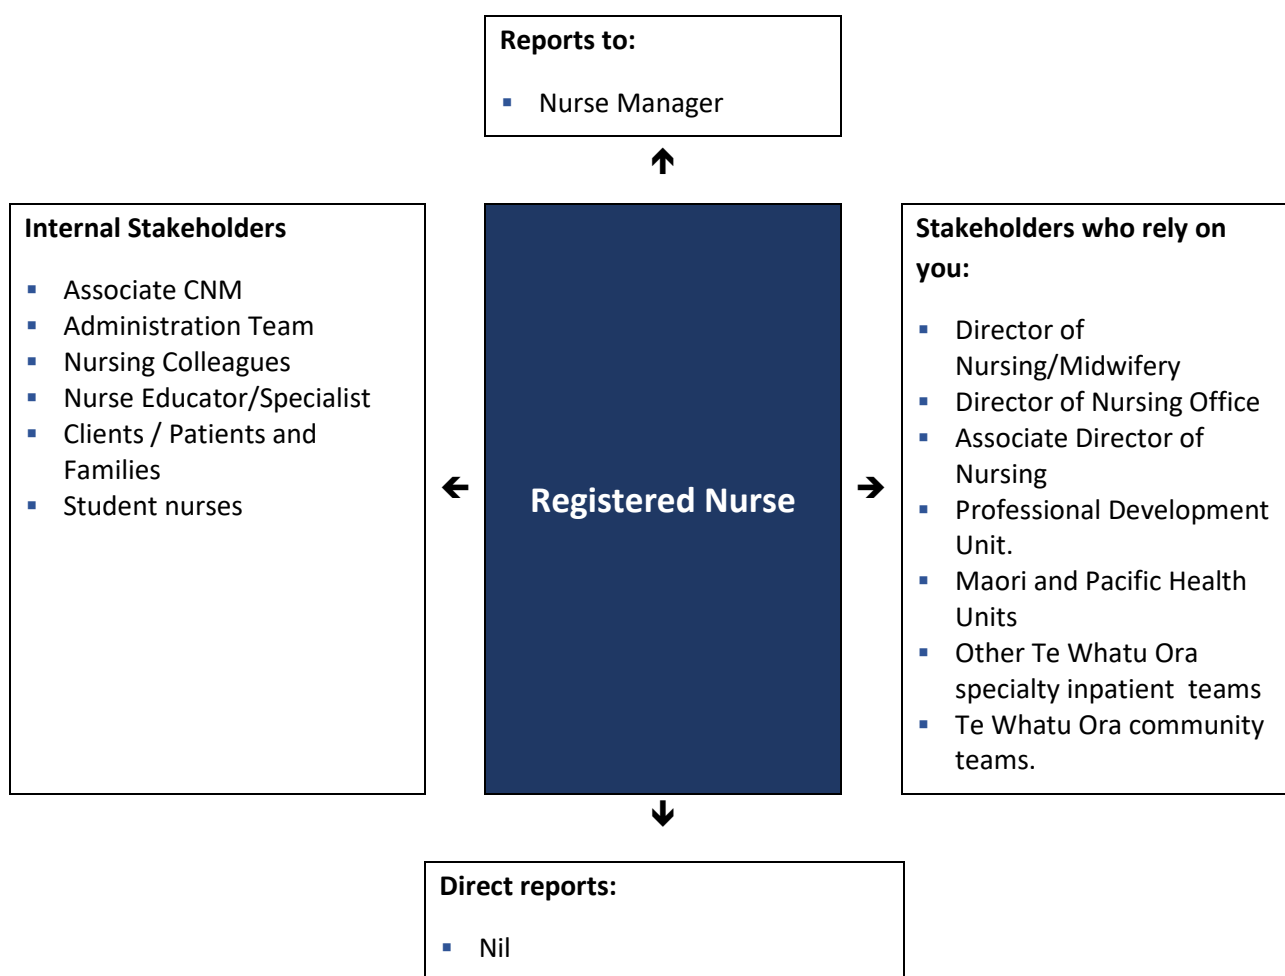 Reports to:
▪ Nurse Manager
Internal Stakeholders
▪ Associate CNM
▪ Administration Team
▪ Nursing Colleagues
▪ Nurse Educator/Specialist
▪ Clients / Patients and
Families
▪ Student nurses
Registered Nurse
Stakeholders who rely on
you:
▪ Director of
Nursing/Midwifery
▪ Director of Nursing Office
▪ Associate Director of
Nursing
▪ Professional Development
Unit.
▪ Maori and Pacific Health
Units
▪ Other Te Whatu Ora
specialty inpatient teams
▪ Te Whatu Ora community
teams.
Direct reports:
▪ Nil